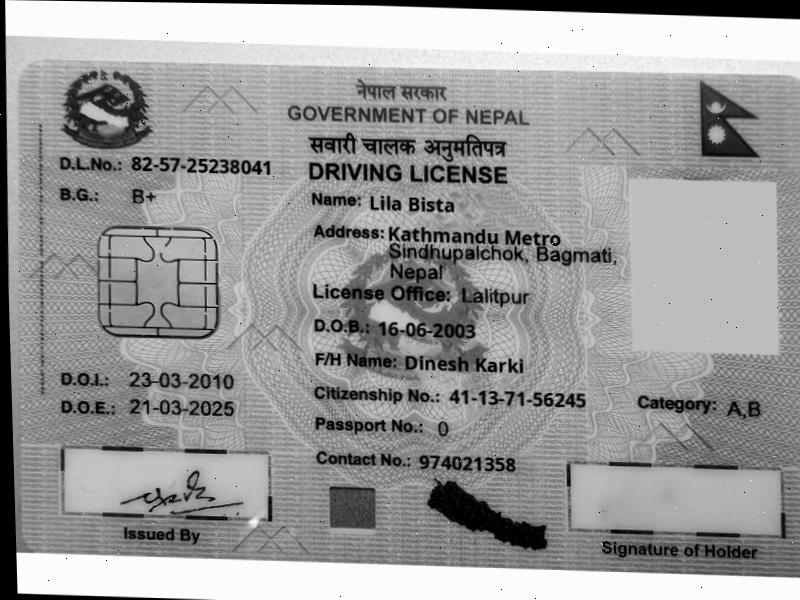 नेपाल सरकार
GOVERNMENT OF NEPAL
सवारी चालक अनुमतिपत्र
DRIVING LICENSE
D.L.No.: 82-57-25238041
B.G.: B+
Name: Lila Bista
Address: Kathmandu Metro
Sindhupalchok, Bagmati,
Nepal
License Office: Lalitpur
D.O.B.: 16-06-2003
F/H Name: Dinesh Karki
D.O.I.: 23-03-2010
D.O.E.: 21-03-2025
Citizenship No.: 41-13-71-56245
Category: A,B
Passport No.: 0
Contact No.: 974021358
Issued By
Signature of Holder